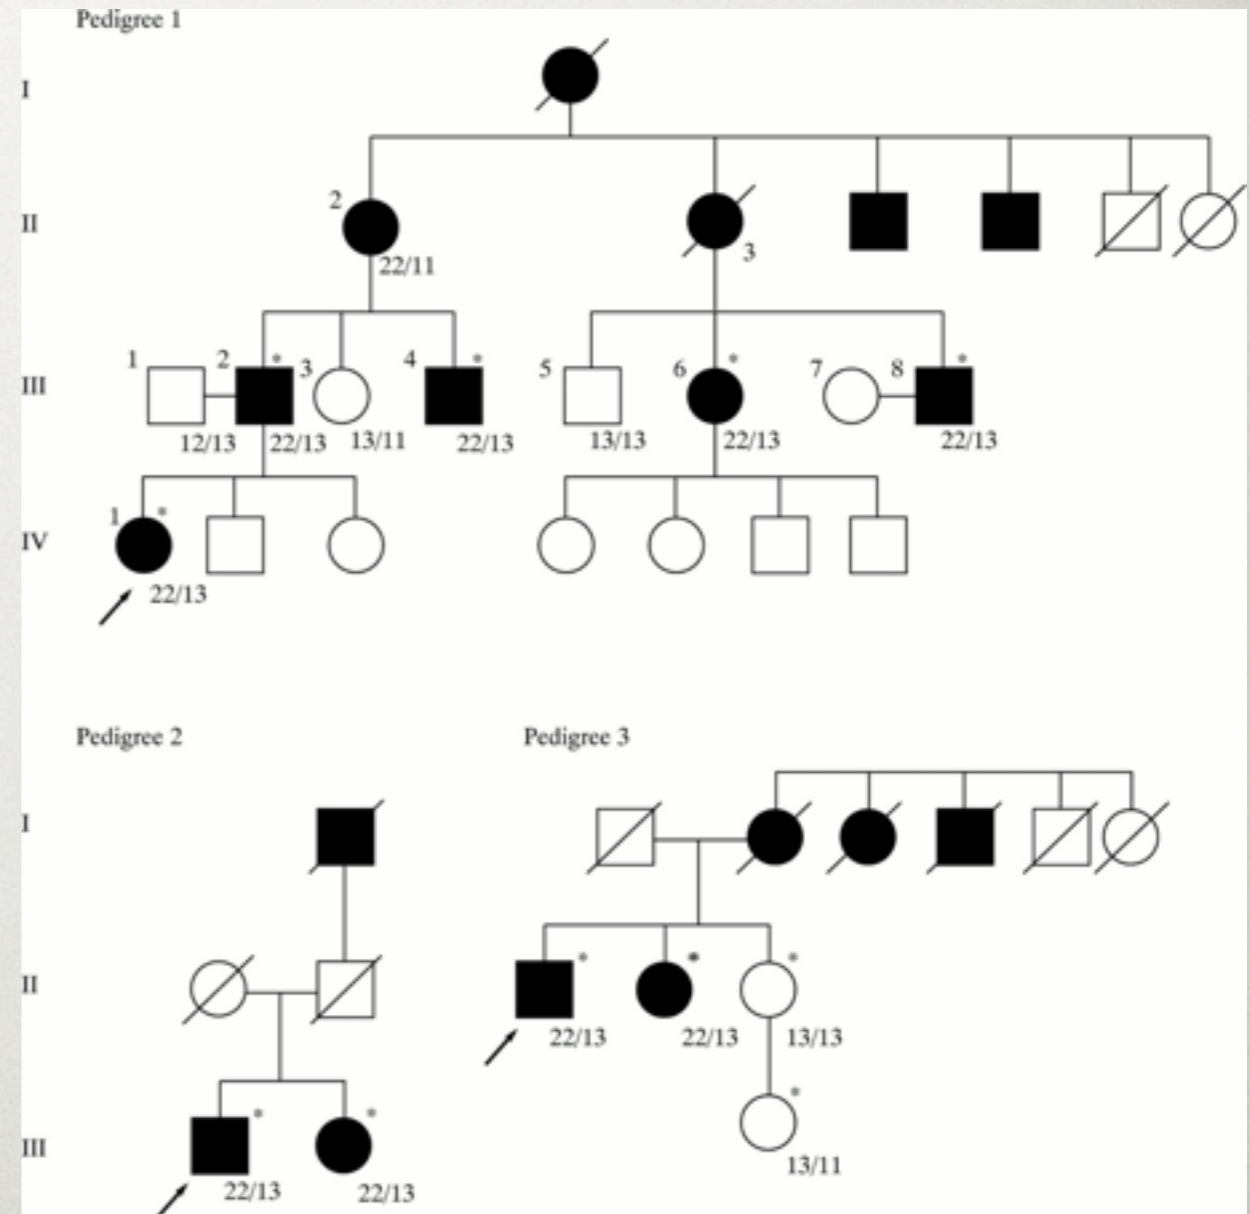 Pedigree 1
I
2
II
3
22/11
1 2 * 3 4 * 5 6 * 7 8 *
III
12/13 22/13 13/11 22/13 13/13 22/13 22/13
1 *
IV
22/13
Pedigree 2 Pedigree 3
I
* * *
II
22/13 22/13 13/13
*
* *
III
13/11
22/13 22/13